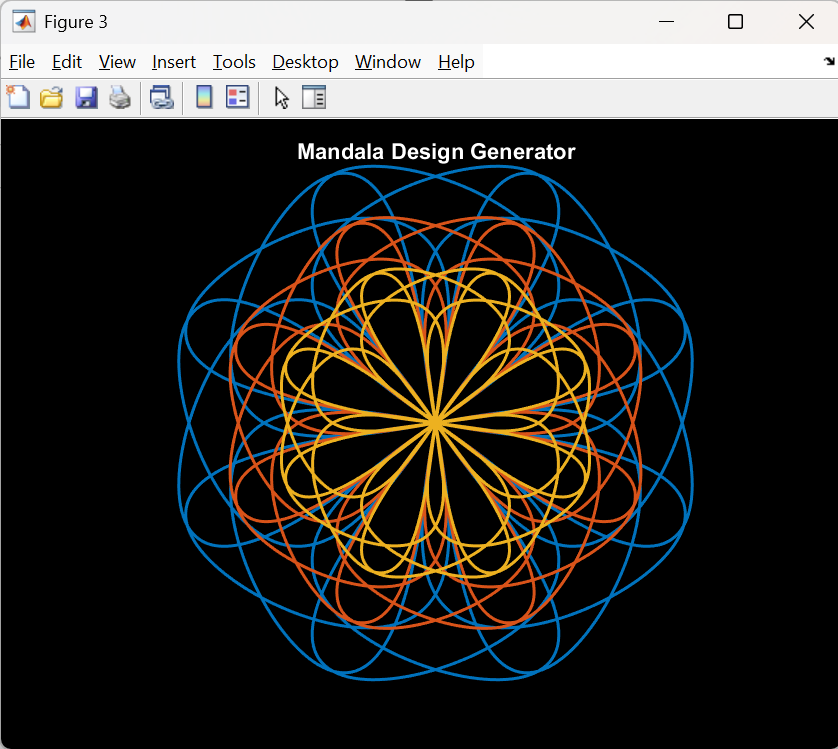 Figure 3
File Edit View Insert Tools Desktop Window Help
Mandala Design Generator